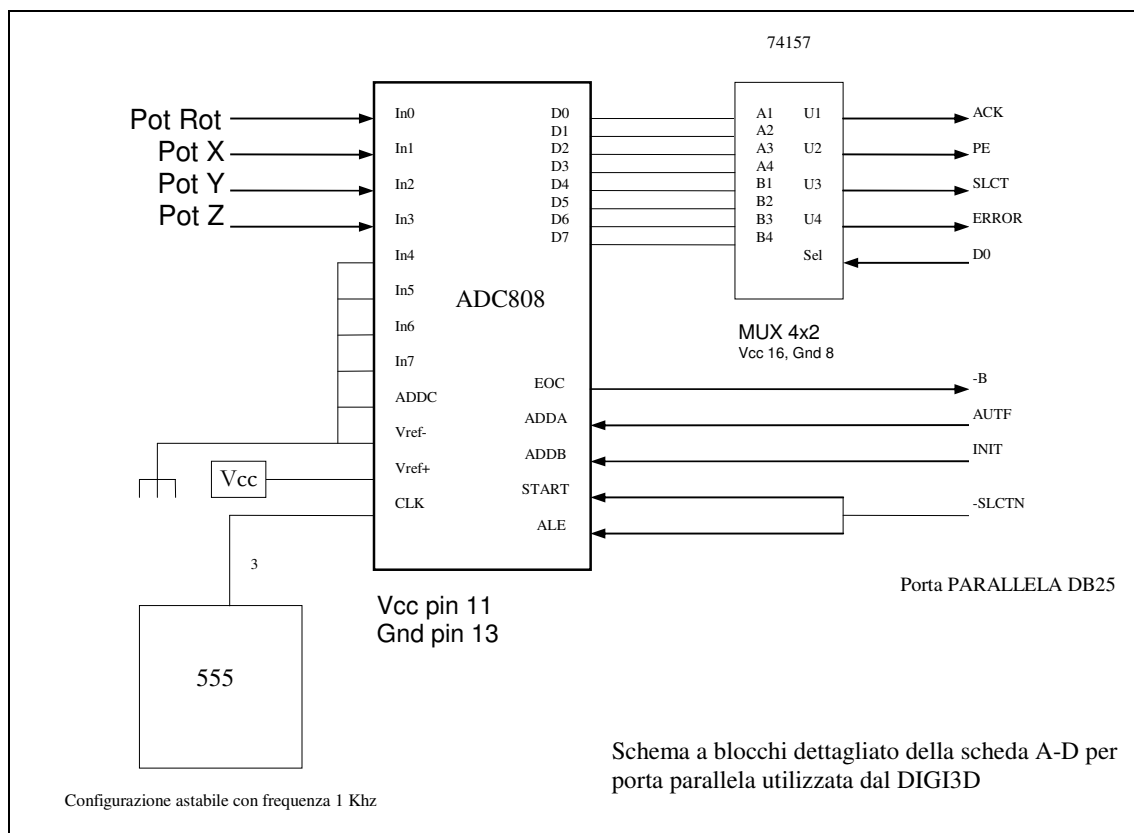 74157
Pot Rot
Pot X
Pot Y
Pot Z
In0
In1
In2
In3
In4
In5
In6
In7
ADDC
Vref-
Vref+
CLK
ADC808
D0
D1
D2
D3
D4
D5
D6
D7
EOC
ADDA
ADDB
START
ALE
A1
A2
A3
A4
B1
B2
B3
B4
U1
U2
U3
U4
Sel
ACK
PE
SLCT
ERROR
D0
MUX 4x2
Vcc 16, Gnd 8
-B
AUTF
INIT
-SLCTN
Vcc
3
Porta PARALLELA DB25
Vcc pin 11
Gnd pin 13
555
Schema a blocchi dettagliato della scheda A-D per
porta parallela utilizzata dal DIGI3D
Configurazione astabile con frequenza 1 Khz